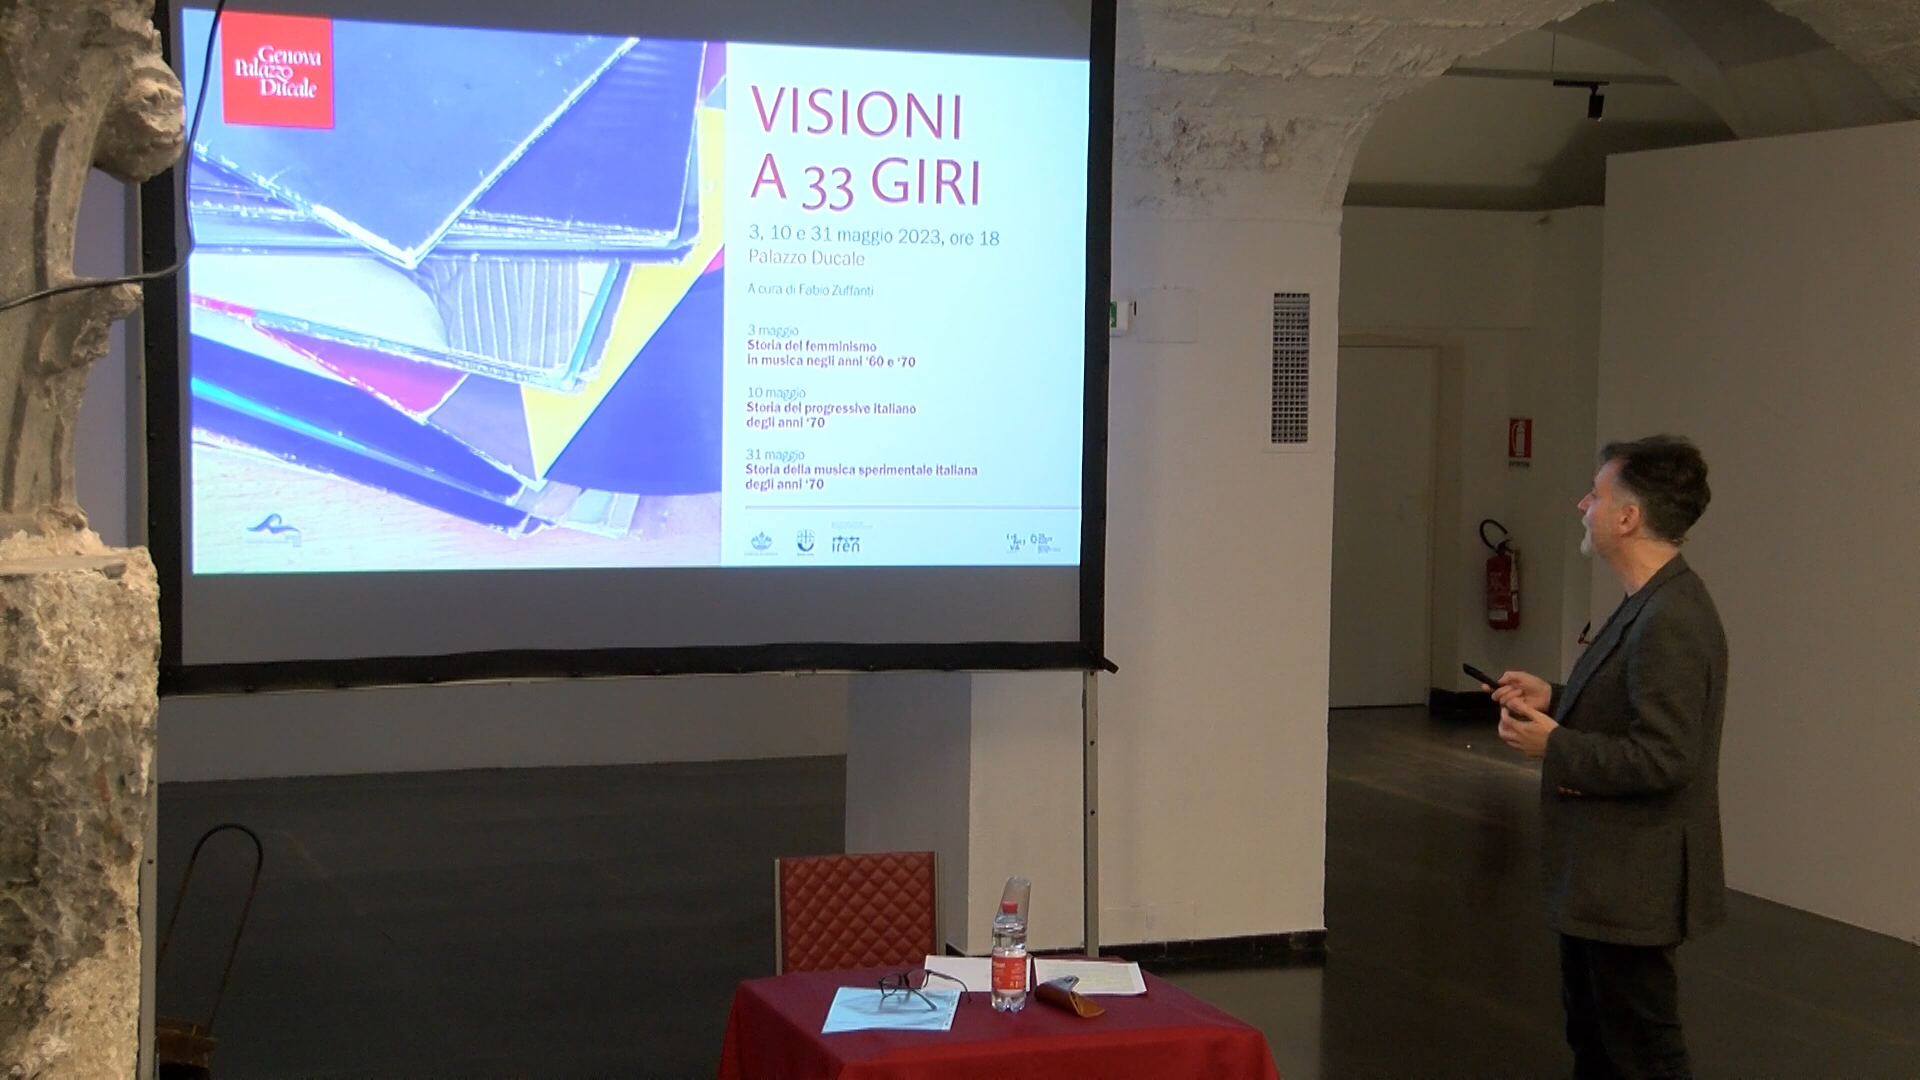 Genova
Palazzo
Ducale
VISIONI
A 33 GIRI
3, 10 e 31 maggio 2023, ore 18
Palazzo Ducale
A cura di Fabio Zuffanti
3 maggio
Storia del femminismo
in musica negli anni ‘60 e ‘70
10 maggio
Storia del progressive italiano
degli anni ‘70
31 maggio
Storia della musica sperimentale italiana
degli anni ‘70
iren